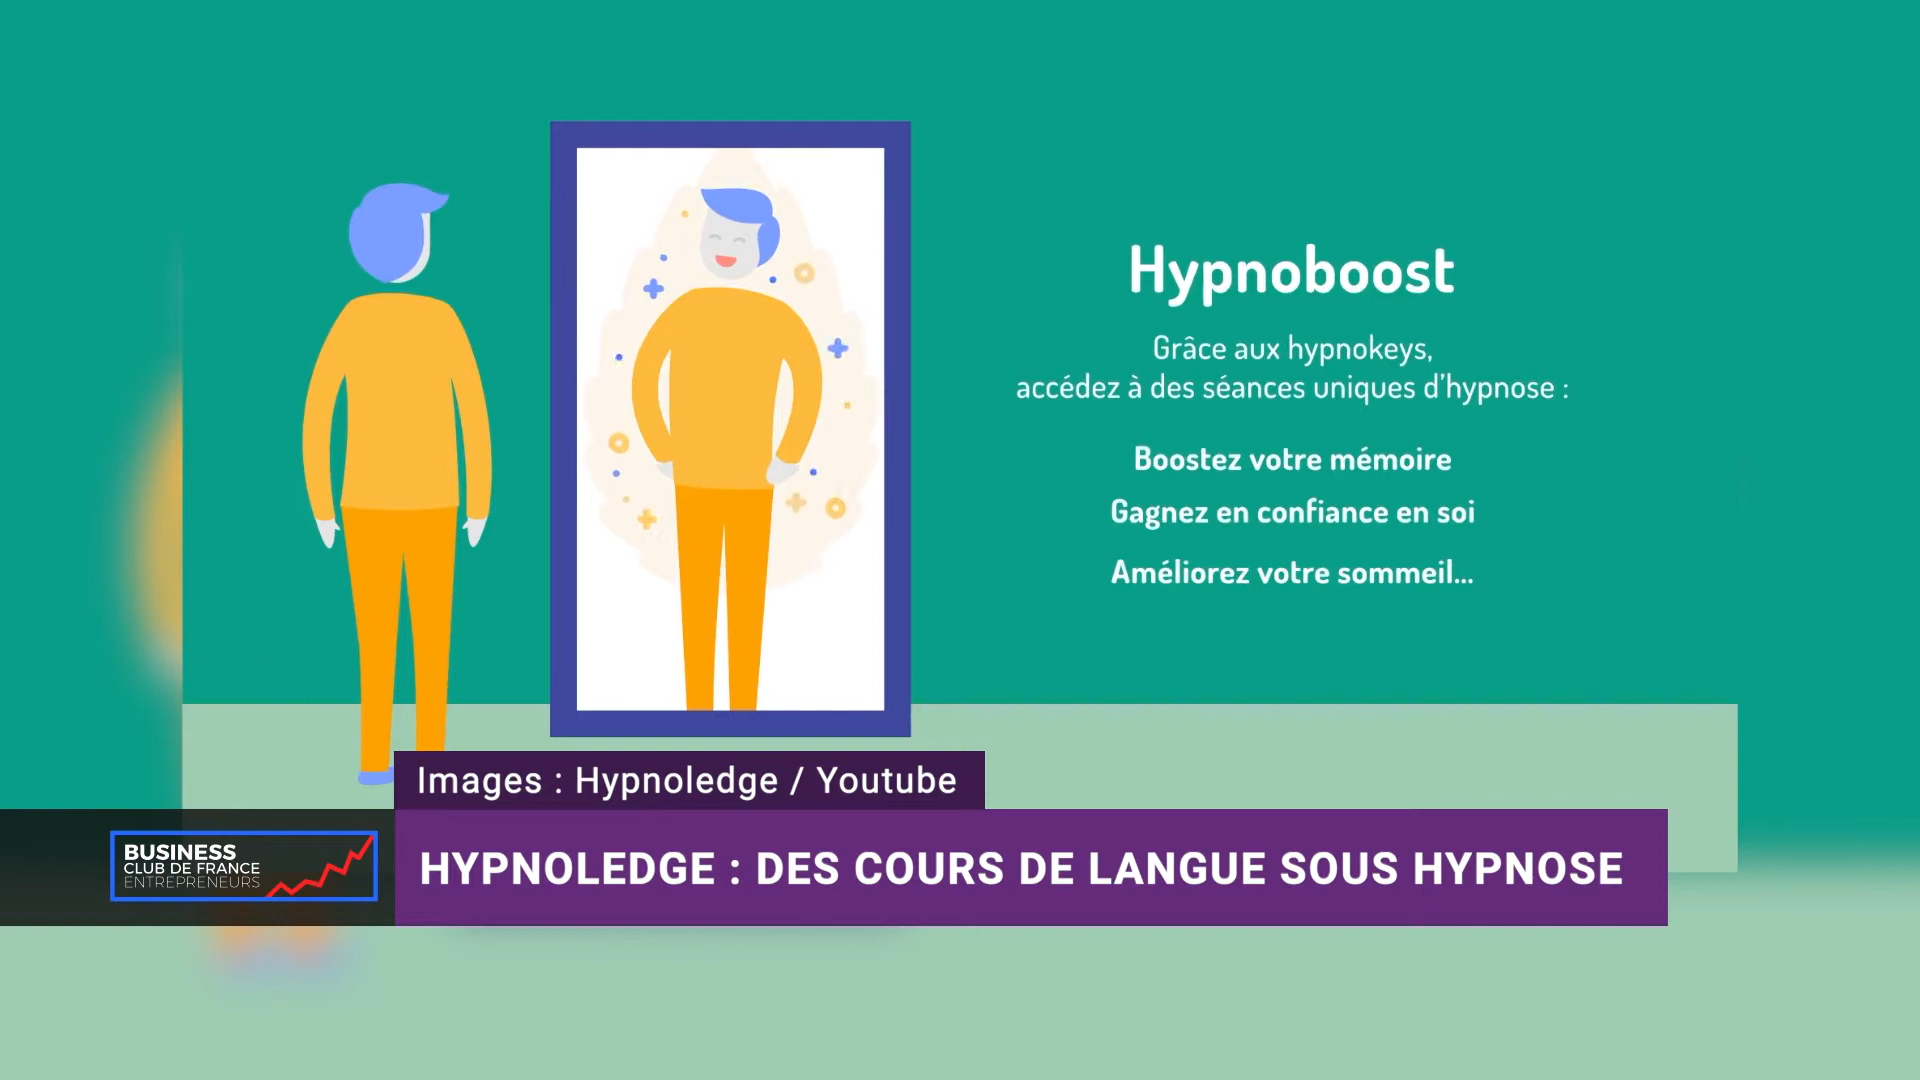 Hypnoboost
Grâce aux hypnokeys,
accédez à des séances uniques d'hypnose :
Boostez votre mémoire
Gagnez en confiance en soi
Améliorez votre sommeil...
Images : Hypnoledge / Youtube
BUSINESS
CLUB DE FRANCE
ENTREPRENEURS
HYPNOLEDGE : DES COURS DE LANGUE SOUS HYPNOSE